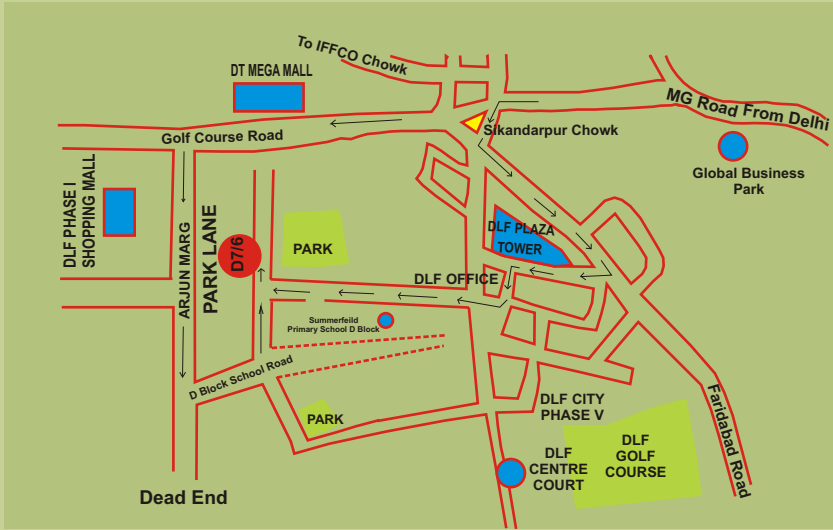 To IFFCO Chowk
DT MEGA MALL
MG Road From Delhi
Golf Course Road
Sikandarpur Chowk
Global Business
Park
DLF PHASE I
SHOPPING MALL
ARJUN MARG
PARK LANE
D7/6
PARK
DLF PLAZA
TOWER
DLF OFFICE
Summerfeild
Primary School D Block
D Block School Road
PARK
DLF CITY
PHASE V
DLF
GOLF
COURSE
Faridabad Road
DLF
CENTRE
COURT
Dead End